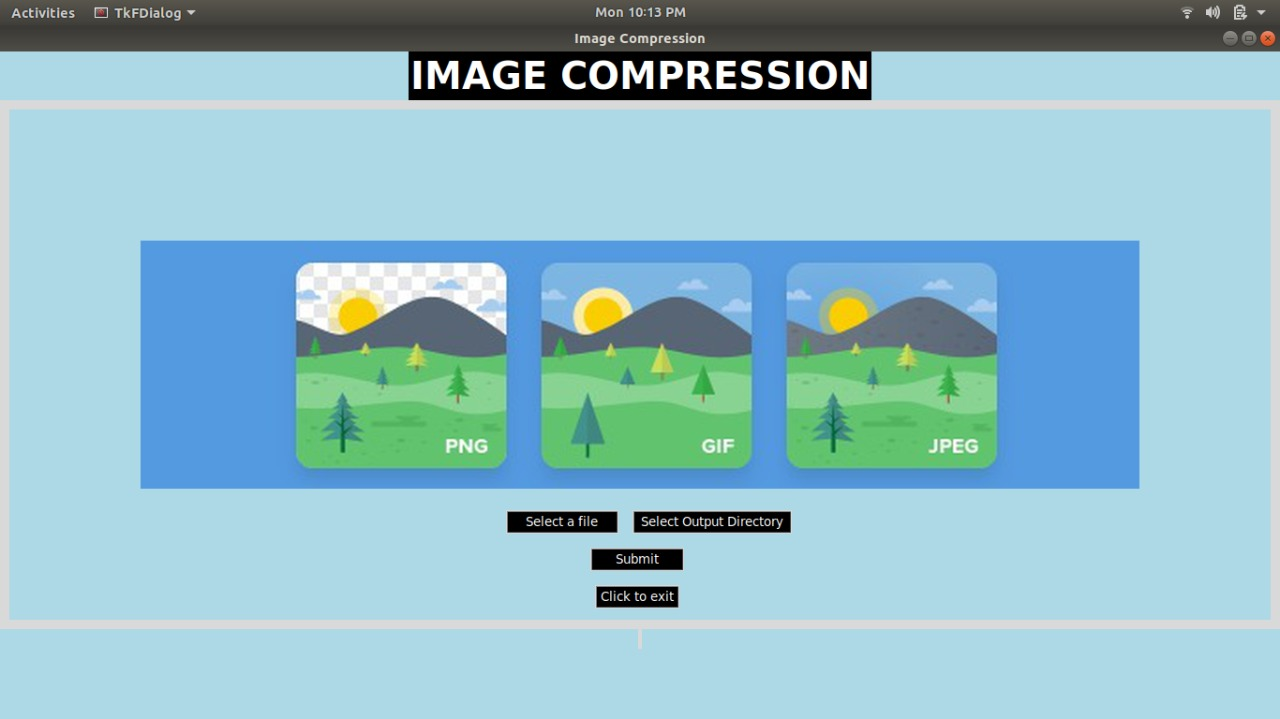 Activities
TkFDialog
Mon 10:13 PM
Image Compression
IMAGE COMPRESSION
PNG
GIF
JPEG
Select a file
Select Output Directory
Submit
Click to exit